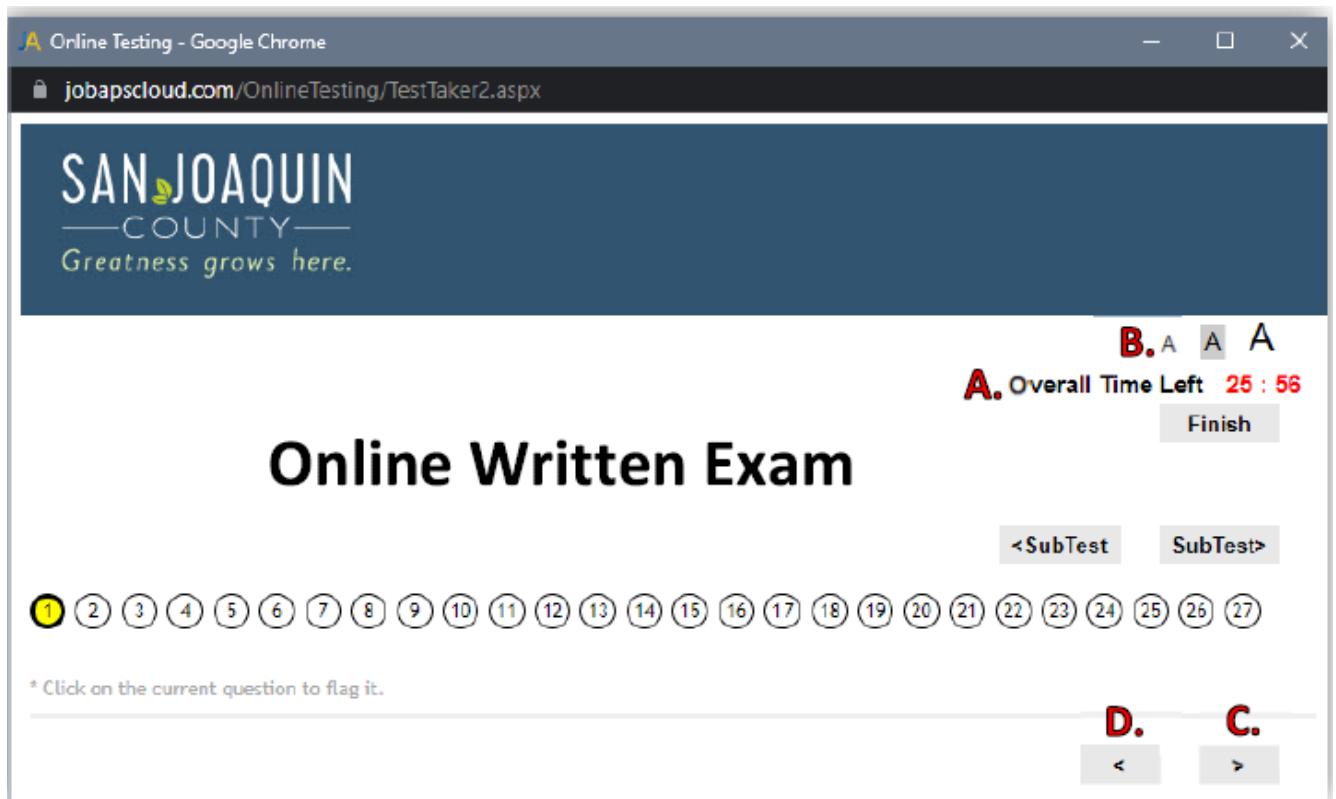 JA Online Testing - Google Chrome
jobapscloud.com/OnlineTesting/TestTaker2.aspx
SAN JOAQUIN
COUNTY
Greatness grows here.
B. A A A
A. Overall Time Left 25 : 56
Finish
Online Written Exam
<SubTest SubTest>
1 2 3 4 5 6 7 8 9 10 11 12 13 14 15 16 17 18 19 20 21 22 23 24 25 26 27
* Click on the current question to flag it.
D. C.
< >